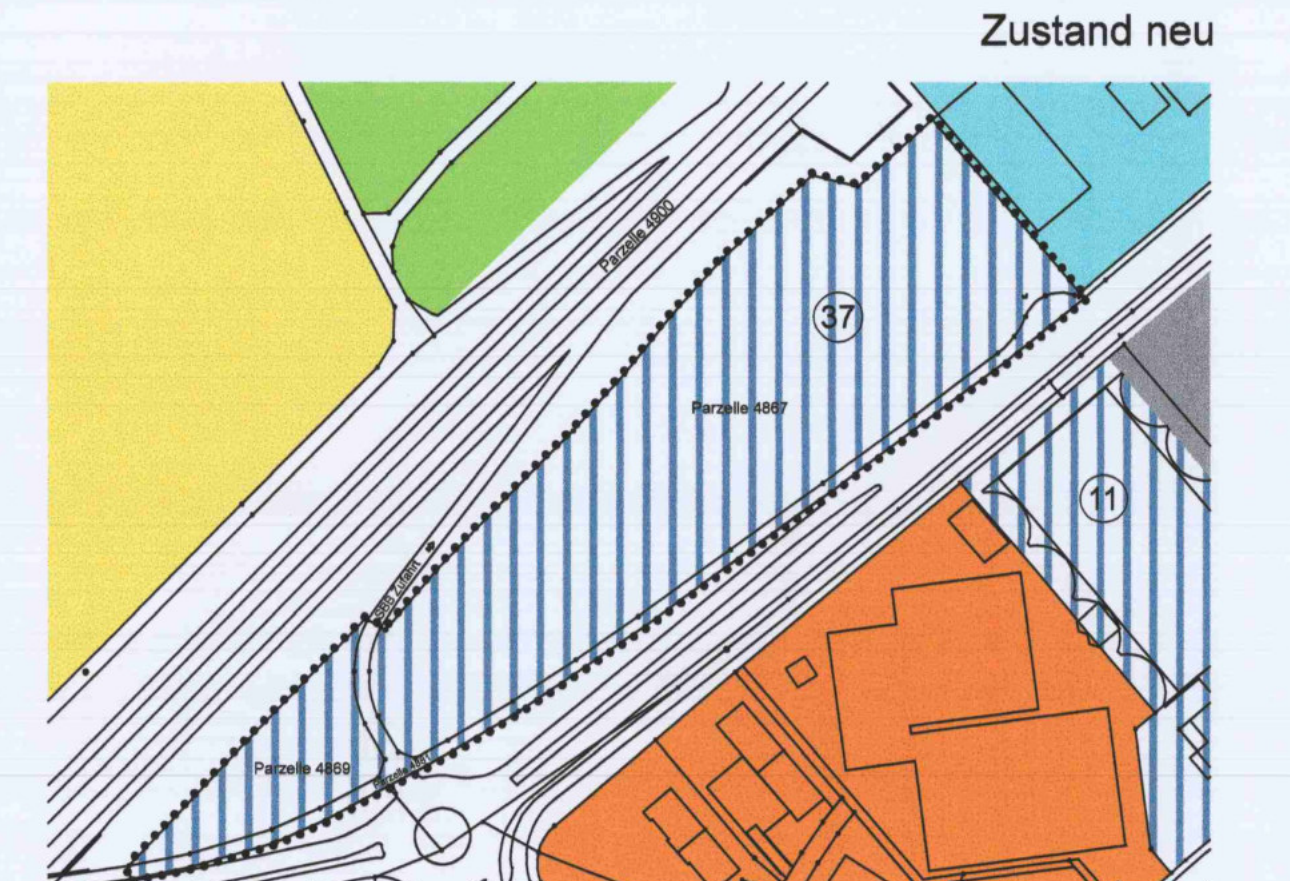 Zustand neu
Parzelle 4900
37
Parzelle 4867
11
SBB Zufahrt
Parzelle 4869
Parzelle 4881